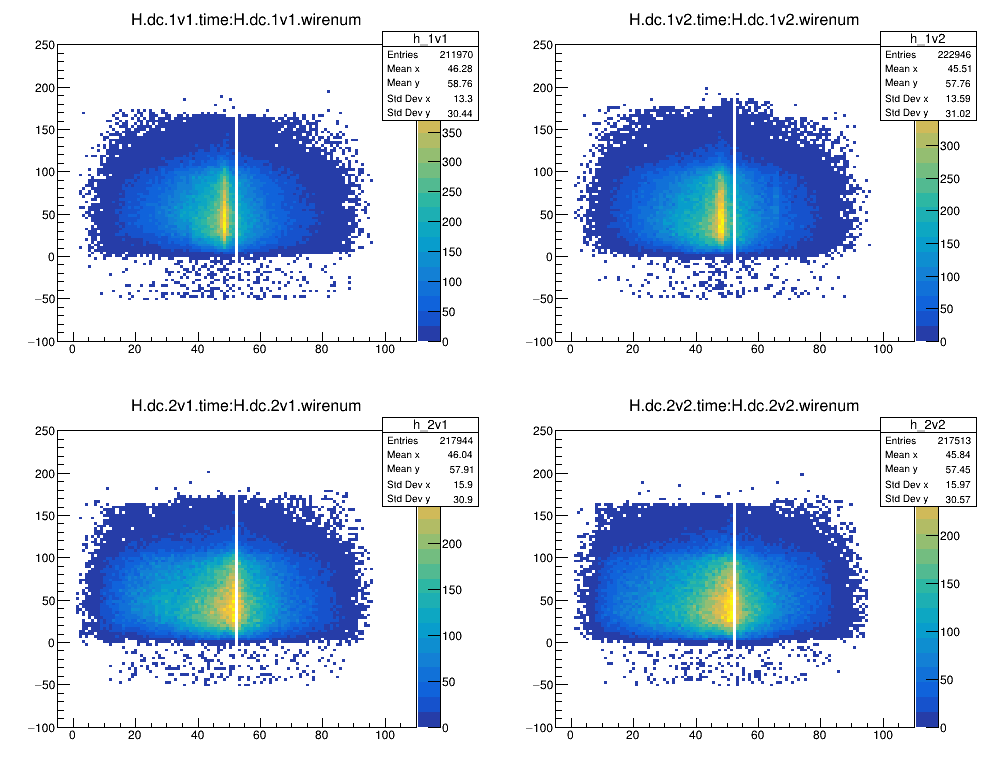 H.dc.1v1.time:H.dc.1v1.wirenum
h_1v1
Entries 211970
Mean x 46.28
Mean y 58.76
Std Dev x 13.3
Std Dev y 30.44
250
200
150
100
50
0
−50
−100
0 20 40 60 80 100
350
300
250
200
150
100
50
0
H.dc.1v2.time:H.dc.1v2.wirenum
h_1v2
Entries 222946
Mean x 45.51
Mean y 57.76
Std Dev x 13.59
Std Dev y 31.02
250
200
150
100
50
0
−50
−100
0 20 40 60 80 100
300
250
200
150
100
50
0
H.dc.2v1.time:H.dc.2v1.wirenum
h_2v1
Entries 217944
Mean x 46.04
Mean y 57.91
Std Dev x 15.9
Std Dev y 30.9
250
200
150
100
50
0
−50
−100
0 20 40 60 80 100
200
150
100
50
0
H.dc.2v2.time:H.dc.2v2.wirenum
h_2v2
Entries 217513
Mean x 45.84
Mean y 57.45
Std Dev x 15.97
Std Dev y 30.57
250
200
150
100
50
0
−50
−100
0 20 40 60 80 100
200
150
100
50
0